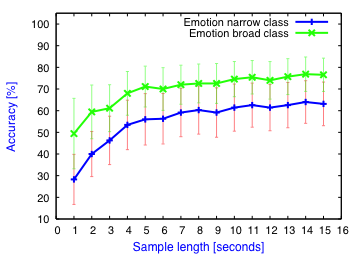 Emotion narrow class
Emotion broad class
100
90
80
70
60
50
40
30
20
10
Accuracy [%]
0 1 2 3 4 5 6 7 8 9 10 11 12 13 14 15 16
Sample length [seconds]